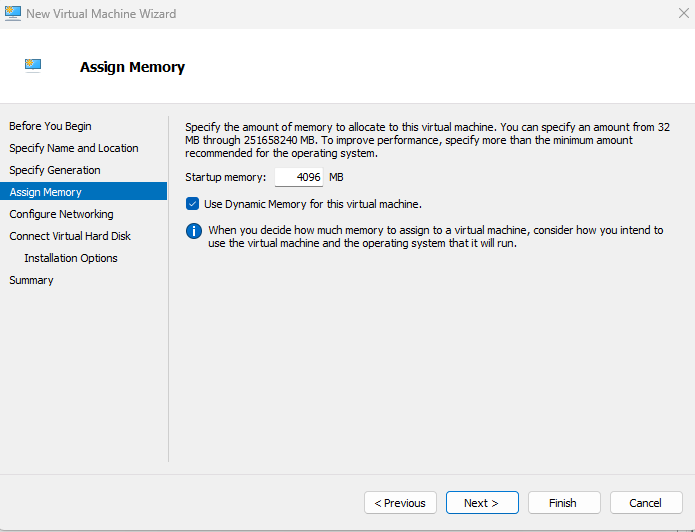 New Virtual Machine Wizard
Assign Memory
Before You Begin
Specify Name and Location
Specify Generation
Assign Memory
Configure Networking
Connect Virtual Hard Disk
Installation Options
Summary
Specify the amount of memory to allocate to this virtual machine. You can specify an amount from 32
MB through 251658240 MB. To improve performance, specify more than the minimum amount
recommended for the operating system.
Startup memory: 4096 MB
Use Dynamic Memory for this virtual machine.
When you decide how much memory to assign to a virtual machine, consider how you intend to
use the virtual machine and the operating system that it will run.
< Previous Next > Finish Cancel